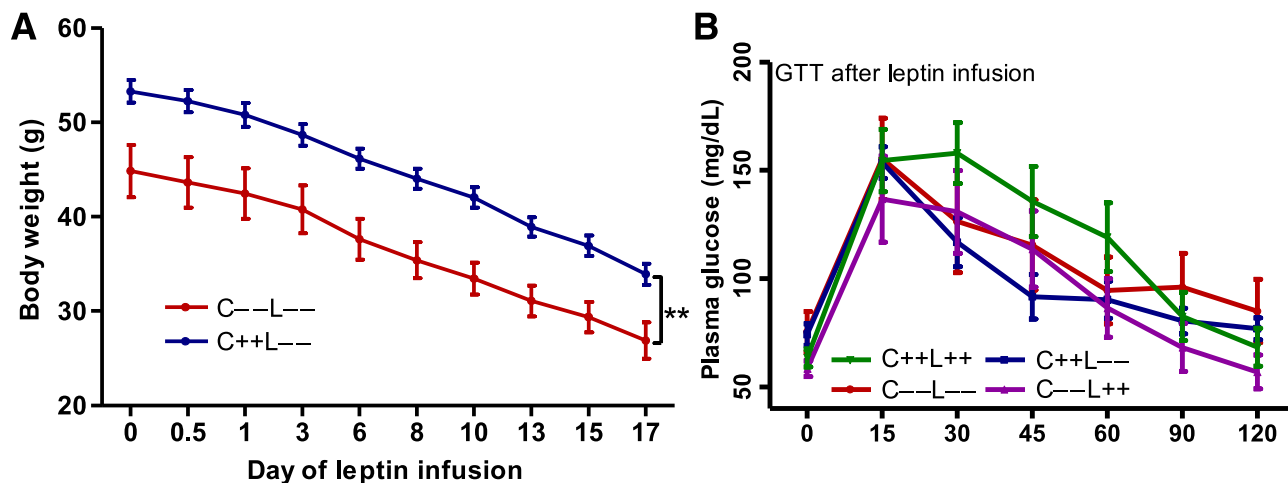 A
Body weight (g)
60
50
40
30
20
C−−L−−
C++L−−
**
0 0.5 1 3 6 8 10 13 15 17
Day of leptin infusion
B
GTT after leptin infusion
Plasma glucose (mg/dL)
200
150
100
50
C++L++ C++L−−
C−−L−− C−−L++
0 15 30 45 60 90 120